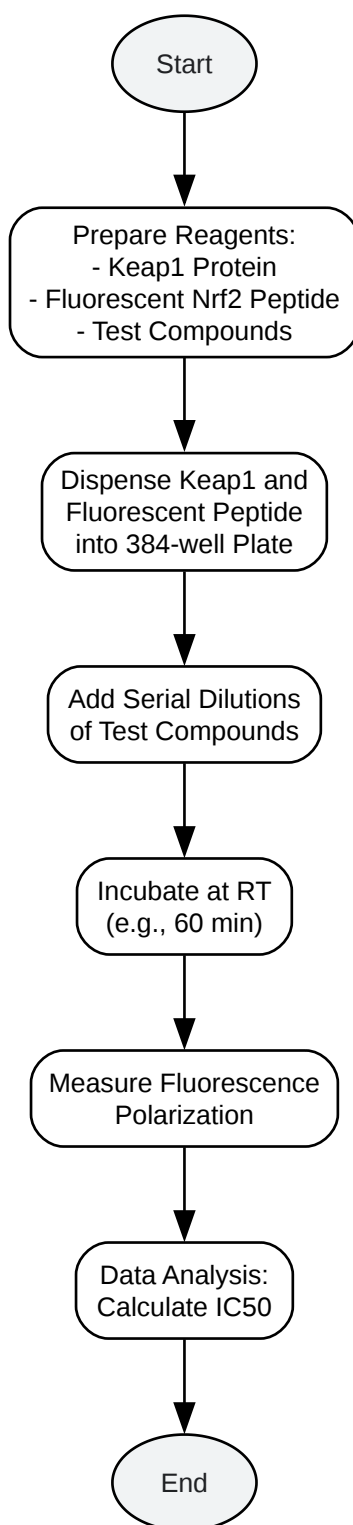 Start
Prepare Reagents:
- Keap1 Protein
- Fluorescent Nrf2 Peptide
- Test Compounds
Dispense Keap1 and
Fluorescent Peptide
into 384-well Plate
Add Serial Dilutions
of Test Compounds
Incubate at RT
(e.g., 60 min)
Measure Fluorescence
Polarization
Data Analysis:
Calculate IC50
End